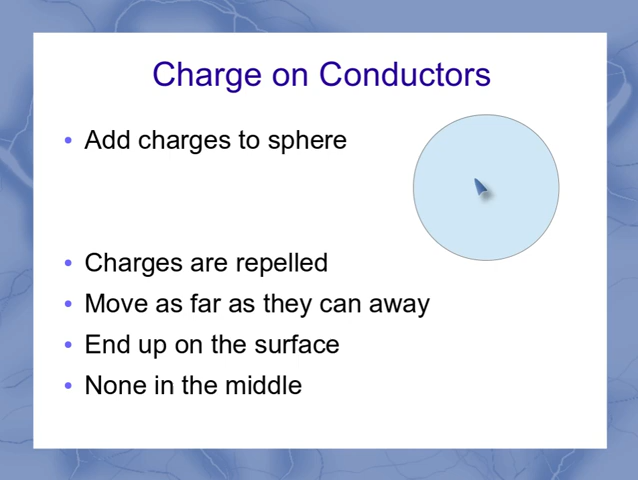 Charge on Conductors
• Add charges to sphere
• Charges are repelled
• Move as far as they can away
• End up on the surface
• None in the middle